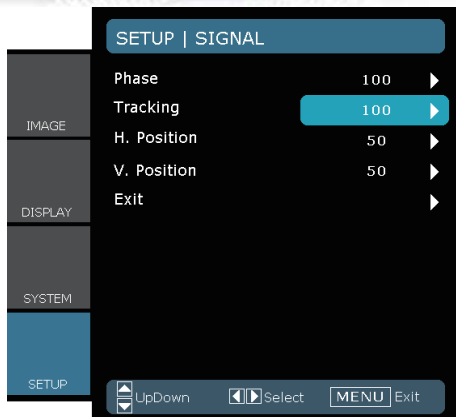 SETUP | SIGNAL
Phase 100
Tracking 100
H. Position 50
V. Position 50
Exit
IMAGE
DISPLAY
SYSTEM
SETUP
UpDown Select MENU Exit